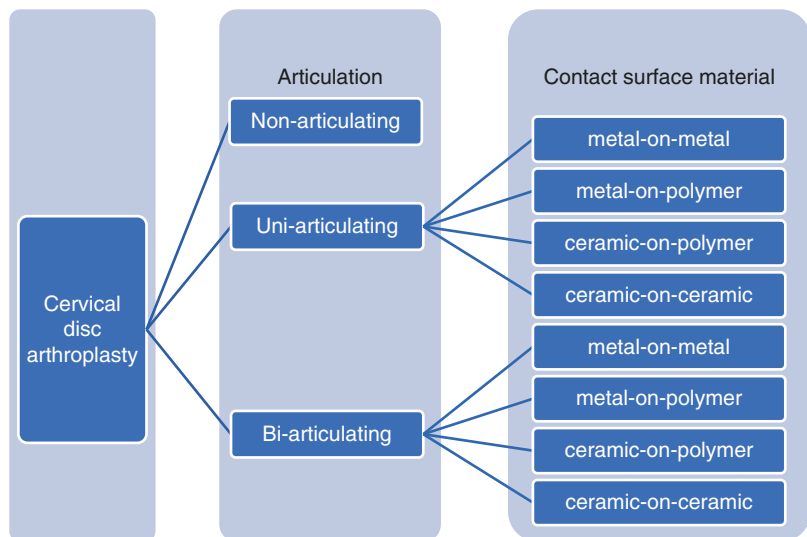 Articulation
Contact surface material
Non-articulating
metal-on-metal
metal-on-polymer
Uni-articulating
ceramic-on-polymer
ceramic-on-ceramic
Cervical
disc
arthroplasty
metal-on-metal
metal-on-polymer
Bi-articulating
ceramic-on-polymer
ceramic-on-ceramic